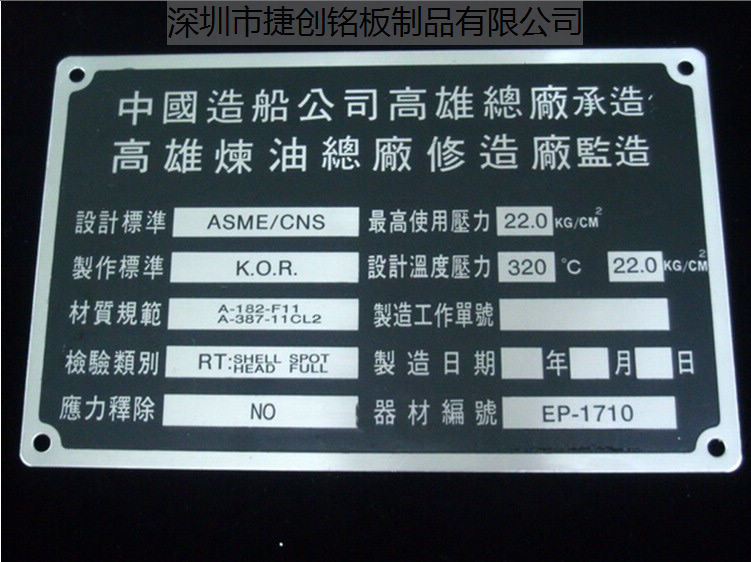 深圳市捷创铭板制品有限公司
中國造船公司高雄總廠承造
高雄煉油總廠修造廠監造
設計標準 ASME/CNS 最高使用壓力 22.0 KG/CM²
製作標準 K.O.R. 設計溫度壓力 320 °C 22.0 KG/CM²
材質規範 A-182-F11 A-387-11CL2 製造工作單號
檢驗類別 RT:SHELL SPOT HEAD FULL 製造日期 年 月 日
應力釋除 NO 器材編號 EP-1710